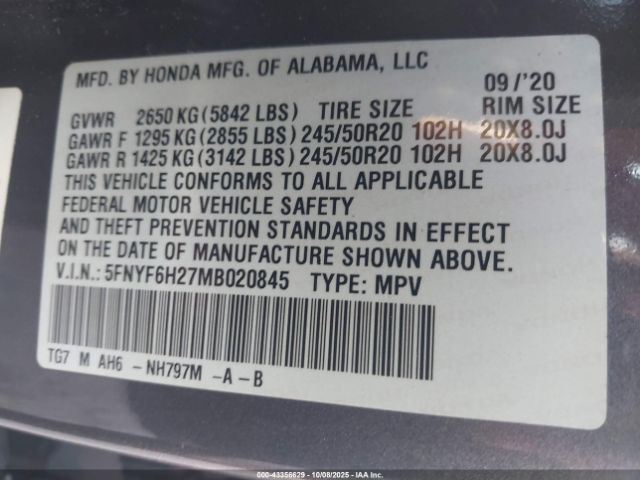 MFD. BY HONDA MFG. OF ALABAMA, LLC 09/'20
GVWR 2650 KG (5842 LBS) TIRE SIZE RIM SIZE
GAWR F 1295 KG (2855 LBS) 245/50R20 102H 20X8.0J
GAWR R 1425 KG (3142 LBS) 245/50R20 102H 20X8.0J
THIS VEHICLE CONFORMS TO ALL APPLICABLE
FEDERAL MOTOR VEHICLE SAFETY
AND THEFT PREVENTION STANDARDS IN EFFECT
ON THE DATE OF MANUFACTURE SHOWN ABOVE.
V.I.N.: 5FNYF6H27MB020845 TYPE: MPV
TG7 M AH6 -NH797M -A-B
000-43356629 - 10/08/2025 - IAAI Inc.